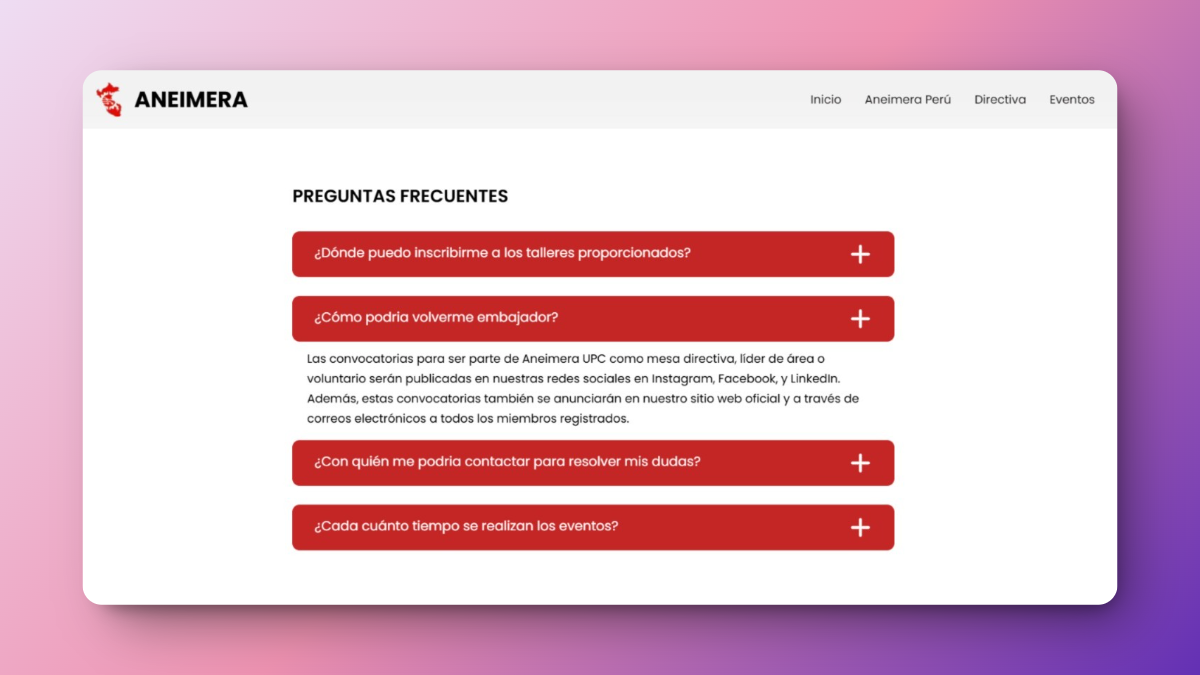 ANEIMERA
Inicio Aneimera Perú Directiva Eventos
PREGUNTAS FRECUENTES
¿Dónde puedo inscribirme a los talleres proporcionados?
¿Cómo podria volverme embajador?
Las convocatorias para ser parte de Aneimera UPC como mesa directiva, líder de área o
voluntario serán publicadas en nuestras redes sociales en Instagram, Facebook, y LinkedIn.
Además, estas convocatorias también se anunciarán en nuestro sitio web oficial y a través de
correos electrónicos a todos los miembros registrados.
¿Con quién me podria contactar para resolver mis dudas?
¿Cada cuánto tiempo se realizan los eventos?